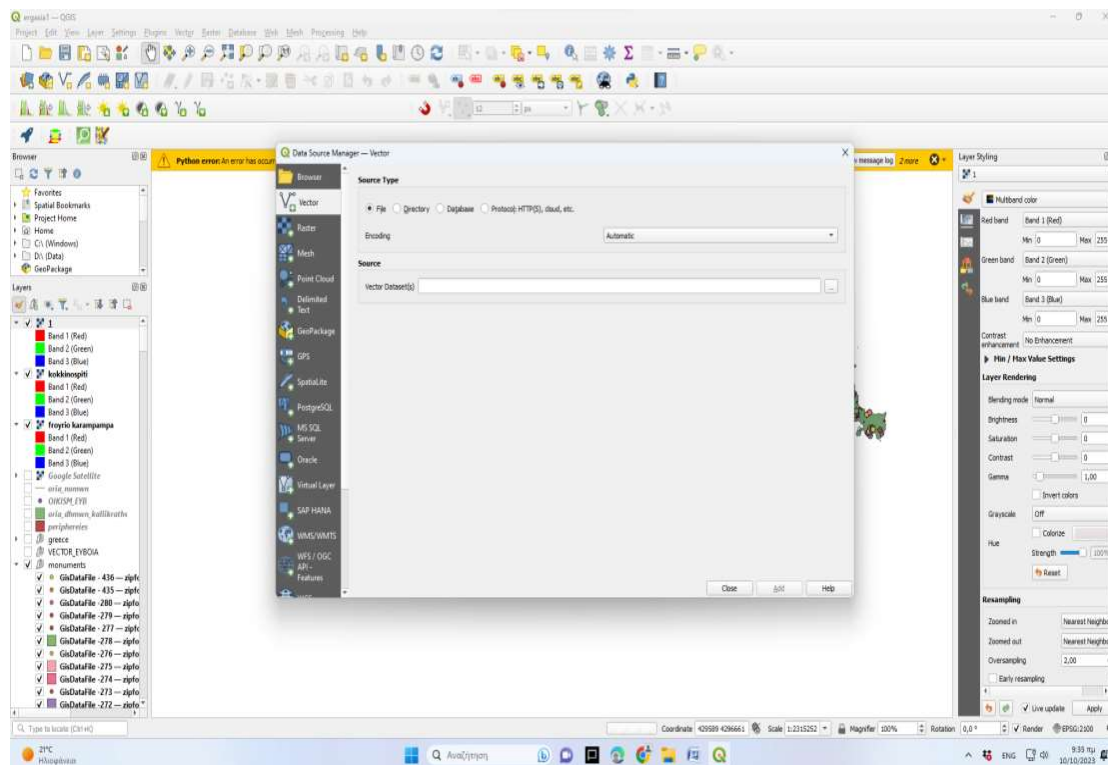 ergasia1 — QGIS
Project Edit View Layer Settings Plugins Vector Raster Database Web Mesh Processing Help
Browser
Favorites
Spatial Bookmarks
Project Home
Home
C:\ (Windows)
D:\ (Data)
GeoPackage
Layers
1
Band 1 (Red)
Band 2 (Green)
Band 3 (Blue)
kokkinospiti
Band 1 (Red)
Band 2 (Green)
Band 3 (Blue)
froyrio karampampa
Band 1 (Red)
Band 2 (Green)
Band 3 (Blue)
Google Satellite
oria_nomwn
OIKISM_EYB
oria_dhmwn_kallikraths
periphereies
greece
VECTOR_EYBOIA
monuments
GisDataFile - 436 — zipfo
GisDataFile - 435 — zipfo
GisDataFile -280 — zipfo
GisDataFile -279 — zipfo
GisDataFile - 277 — zipfo
GisDataFile -278 — zipfo
GisDataFile -276 — zipfo
GisDataFile -275 — zipfo
GisDataFile -274 — zipfo
GisDataFile -273 — zipfo
GisDataFile -272 — zipfo
Python error: An error has occur
message log 2 more
Data Source Manager — Vector
Browser
Vector
Raster
Mesh
Point Cloud
Delimited
Text
GeoPackage
GPS
SpatiaLite
PostgreSQL
MS SQL
Server
Oracle
Virtual Layer
SAP HANA
WMS/WMTS
WFS / OGC
API -
Features
Source Type
File Directory Database Protocol: HTTP(S), cloud, etc.
Encoding Automatic
Source
Vector Dataset(s) ...
Close Add Help
Layer Styling
1
Multiband color
Red band Band 1 (Red)
Min 0 Max 255
Green band Band 2 (Green)
Min 0 Max 255
Blue band Band 3 (Blue)
Min 0 Max 255
Contrast
enhancement No Enhancement
Min / Max Value Settings
Layer Rendering
Blending mode Normal
Brightness 0
Saturation 0
Contrast 0
Gamma 1,00
Invert colors
Grayscale Off
Colorize
Hue
Strength 100%
Reset
Resampling
Zoomed in Nearest Neighbo
Zoomed out Nearest Neighbo
Oversampling 2,00
Early resampling
Live update Apply
Type to locate (Ctrl+K)
Coordinate 429589 4296661 Scale 1:2315252 Magnifier 100% Rotation 0,0 ° Render EPSG:2100
21°C
Ηλιοφάνεια
Αναζήτηση
ENG
9:35 πμ
10/10/2023